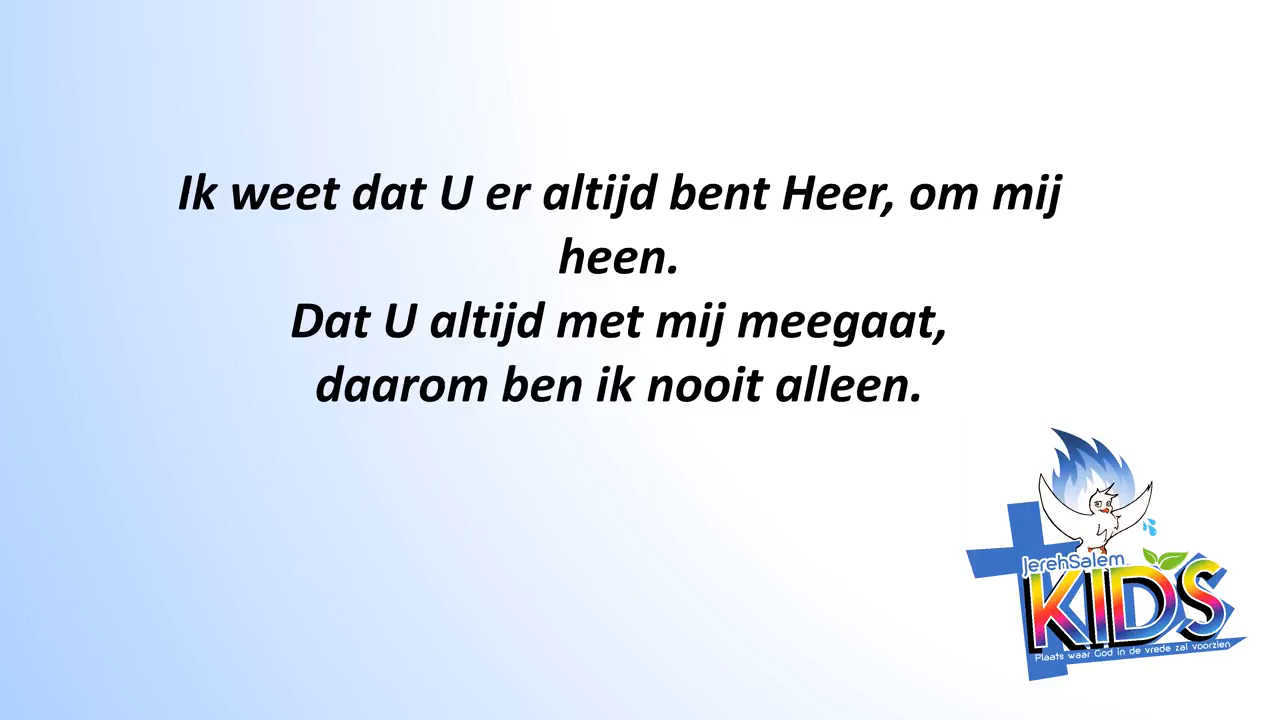 Ik weet dat U er altijd bent Heer, om mij
heen.
Dat U altijd met mij meegaat,
daarom ben ik nooit alleen.
JerehSalem
KIDS
Plaats waar God in de vrede zal voorzien